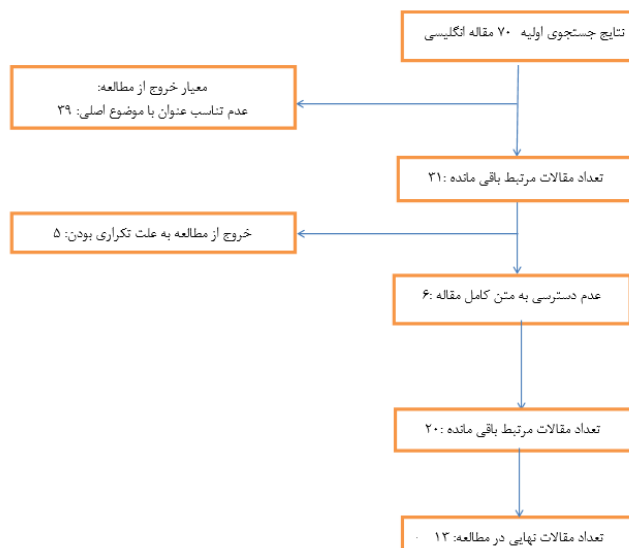 نتایج جستجوی اولیه ۷۰ مقاله انگلیسی
معیار خروج از مطالعه:
عدم تناسب عنوان با موضوع اصلی: ۳۹
تعداد مقالات مرتبط باقی مانده :۳۱
خروج از مطالعه به علت تکراری بودن: ۵
عدم دسترسی به متن کامل مقاله :۶
تعداد مقالات مرتبط باقی مانده :۲۰
تعداد مقالات نهایی در مطالعه: ۱۳